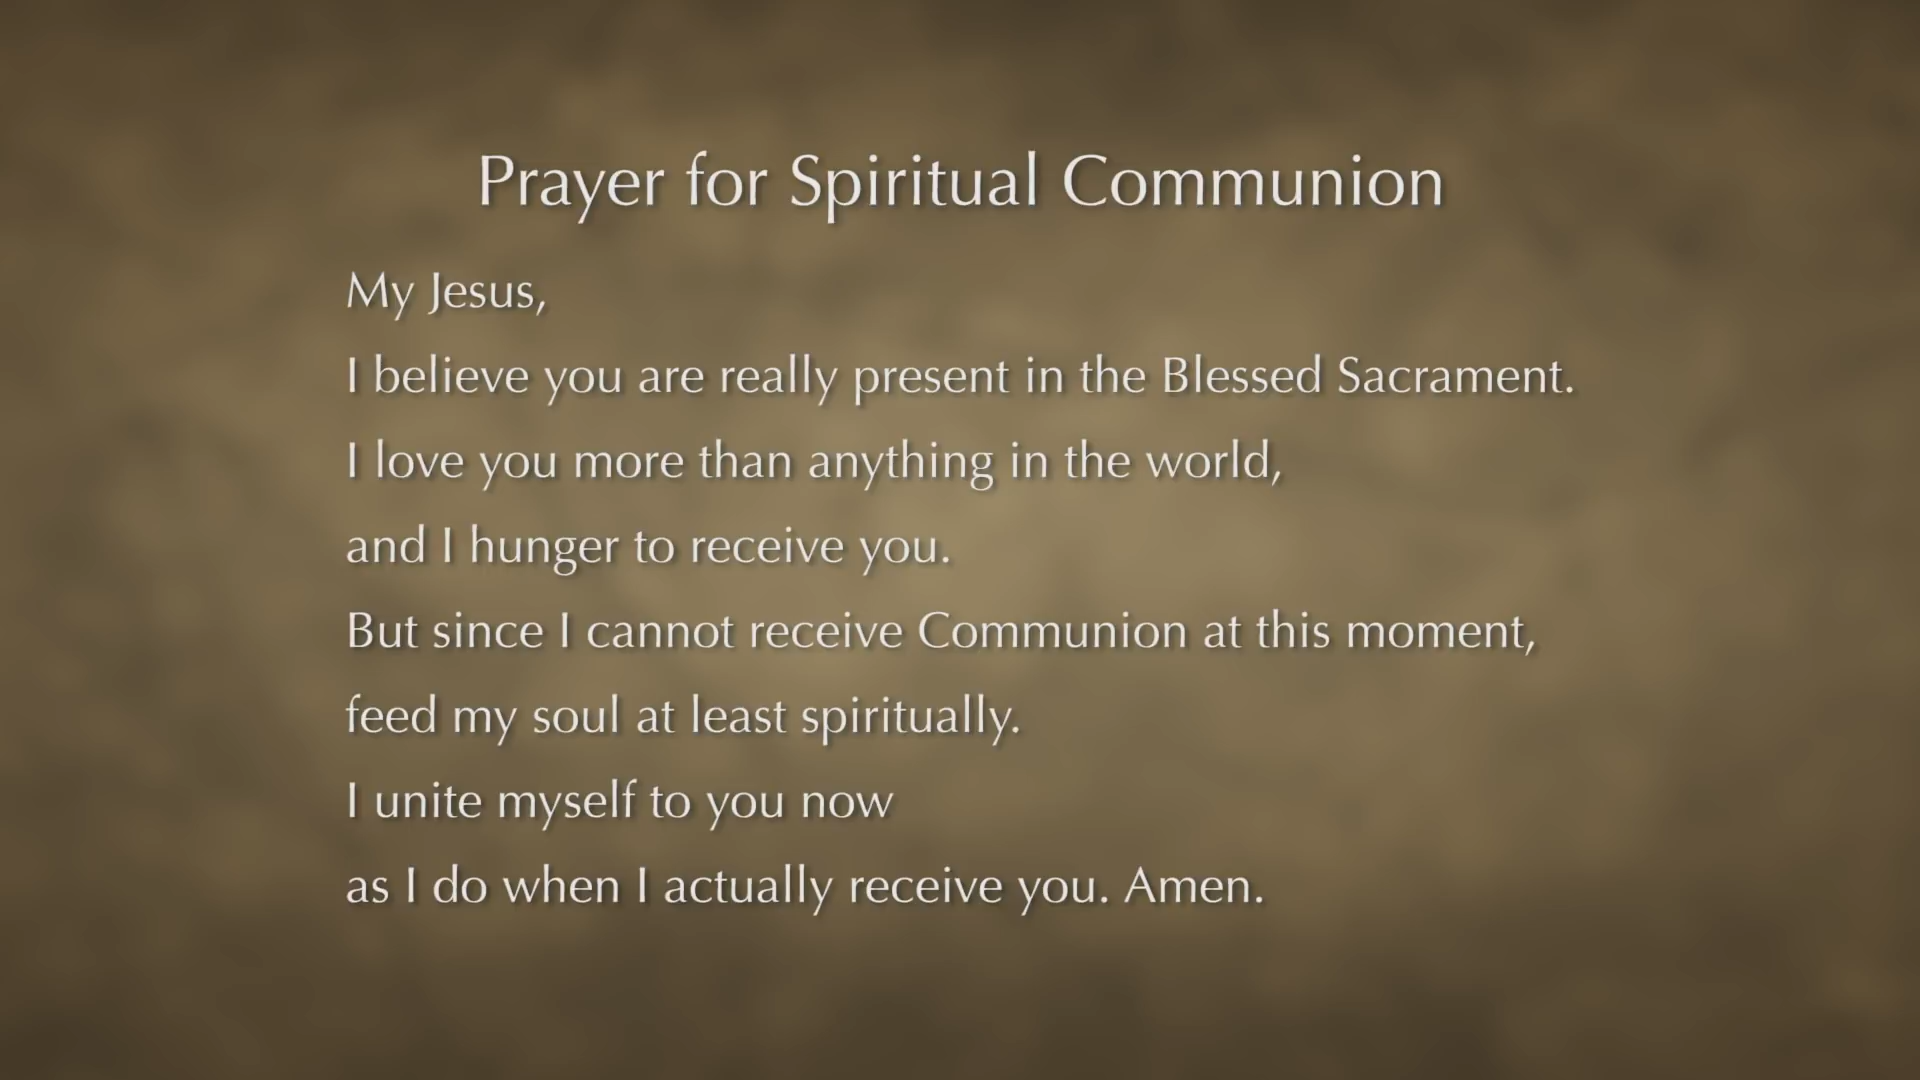 Prayer for Spiritual Communion
My Jesus,
I believe you are really present in the Blessed Sacrament.
I love you more than anything in the world,
and I hunger to receive you.
But since I cannot receive Communion at this moment,
feed my soul at least spiritually.
I unite myself to you now
as I do when I actually receive you. Amen.